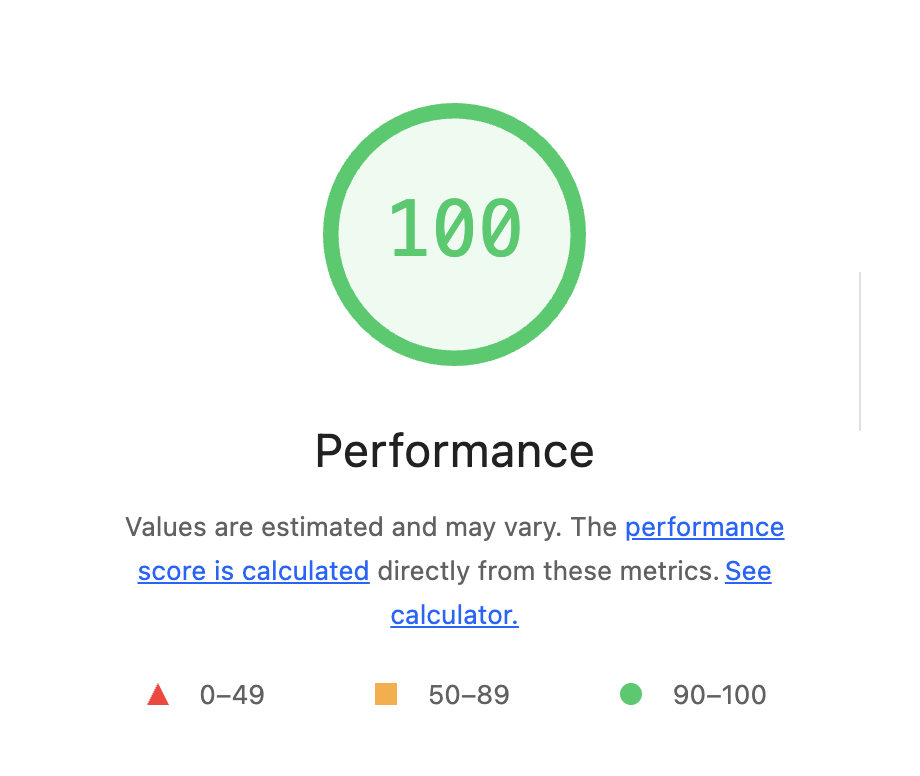 100
Performance
Values are estimated and may vary. The performance
score is calculated directly from these metrics. See
calculator.
0–49
50–89
90–100